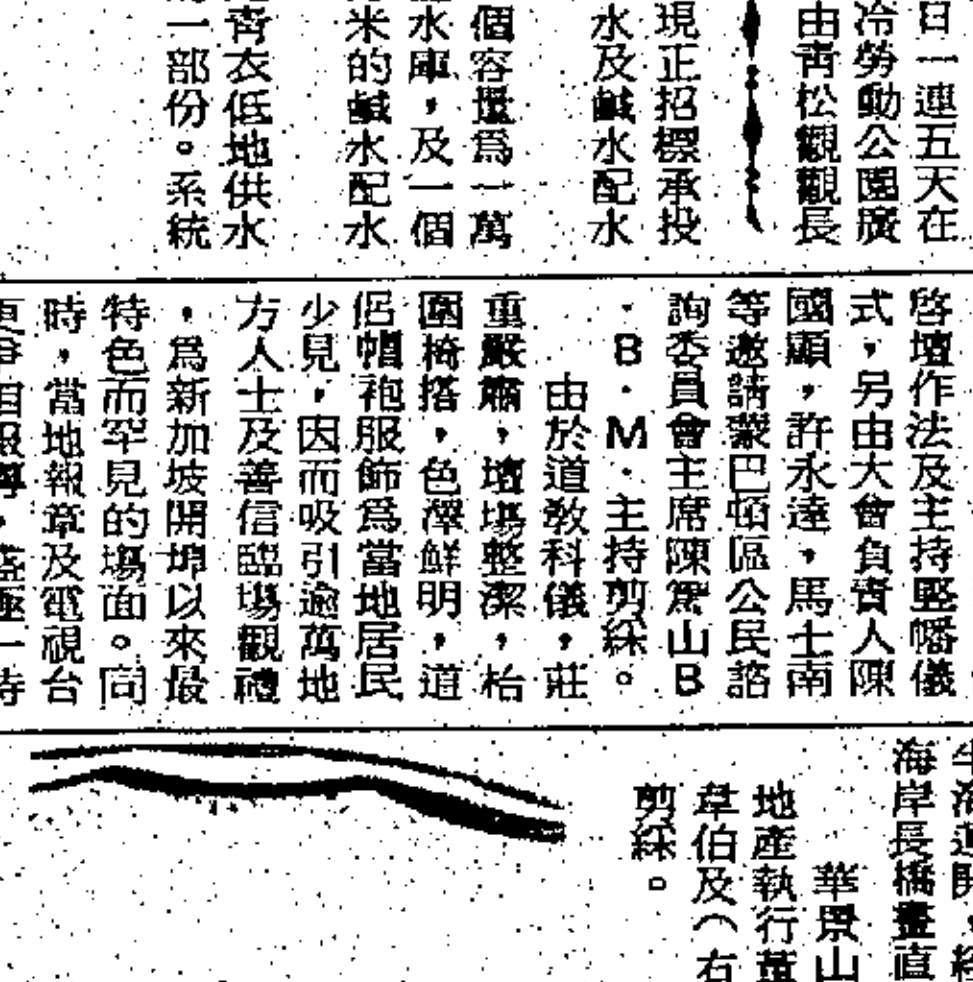 日一連五天在
冷勞動公園廣
由青松觀觀長
現正招標承投
水及鹹水配水
個容量爲一萬
水庫,及一個
米的鹹水配水
青衣低地供水
一部份。系統
啓壇作法及主持竪幡儀
式,另由大會負責人陳
國顯,許永達,馬士南
等邀請蒙巴頓區公民諮
詢委員會主席陳駕山B
·B·M·主持剪綵。
由於道敎科儀,莊
重嚴肅,壇場整潔,枱
圍椅搭,色澤鮮明,道
侶帽袍服飾爲當地居民
少見,因而吸引逾萬地
方人士及善信臨場觀禮
,爲新加坡開埠以來最
特色而罕見的場面。同
時,當地報章及電視台
海岸長橋畫直
華景山
地產執行董
韋伯及(右
剪綵。